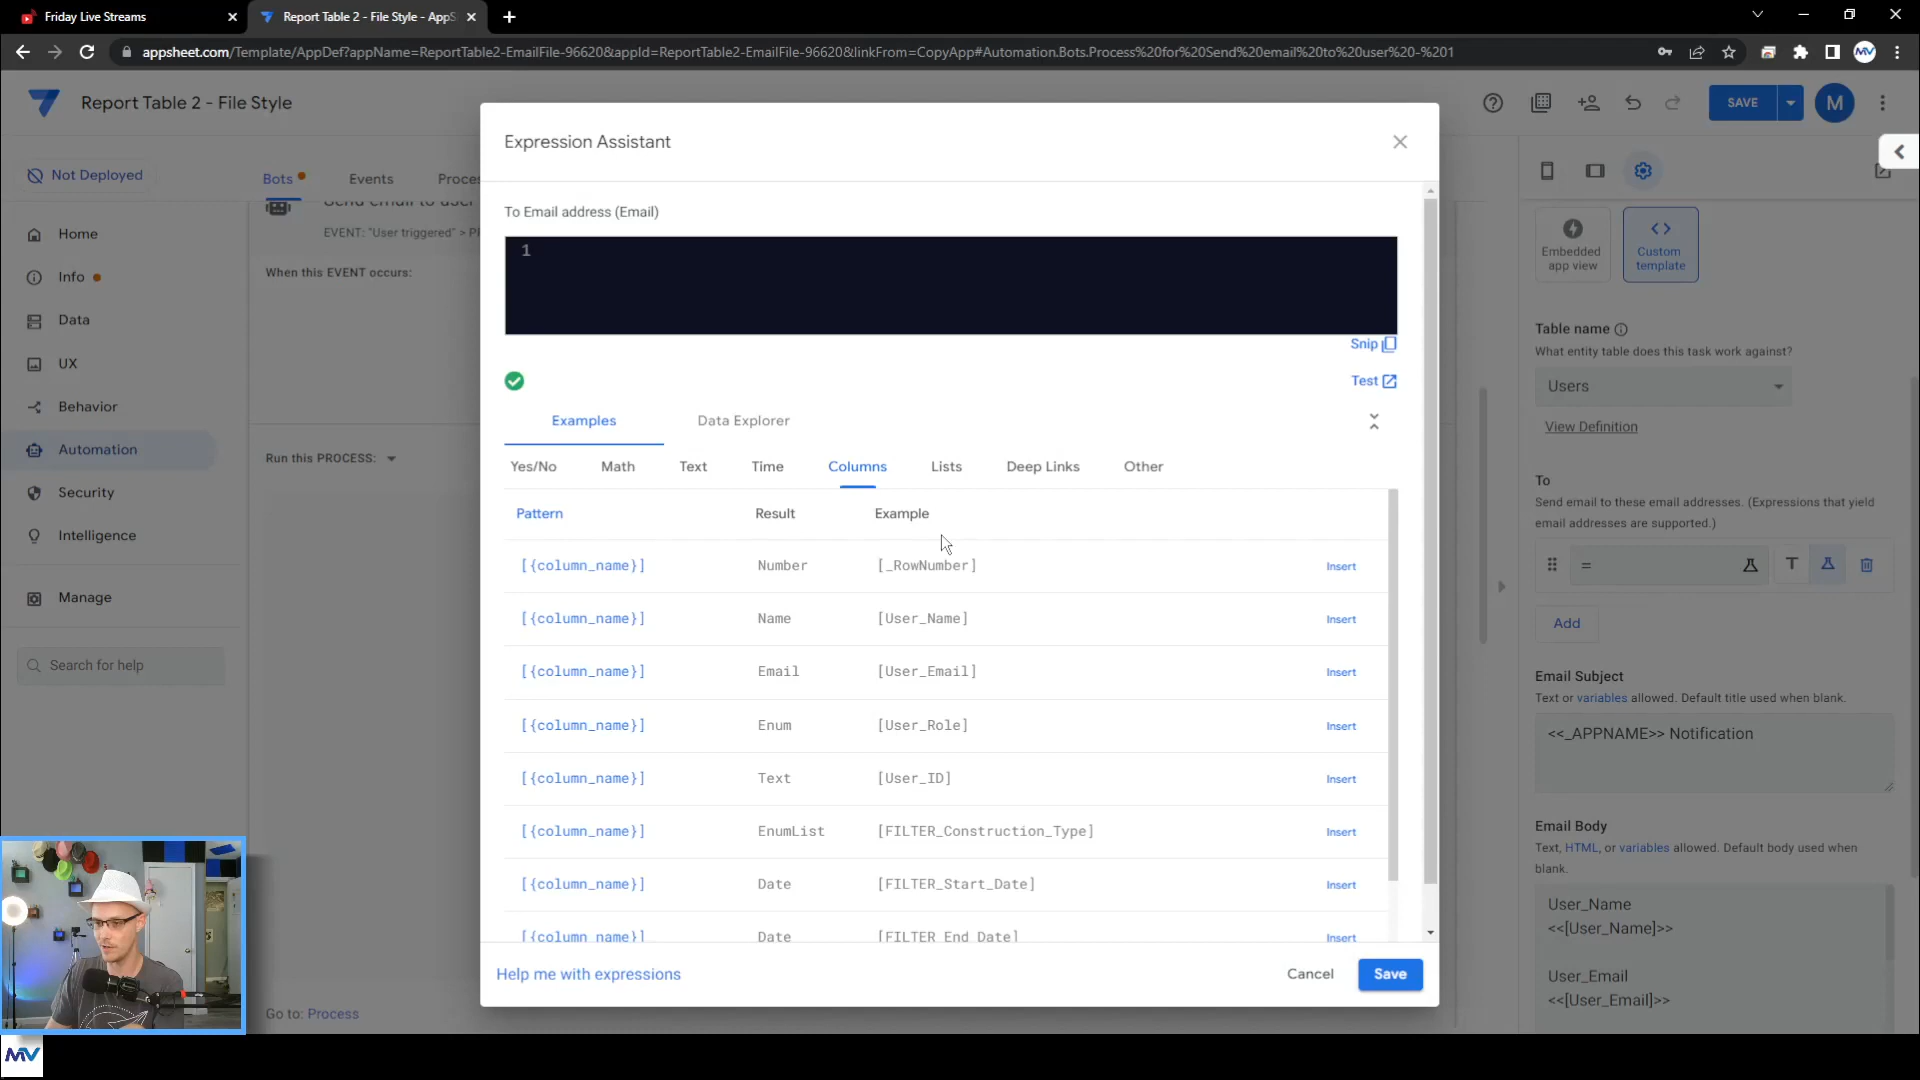 Friday Live Streams
Report Table 2 - File Style - AppS
appsheet.com/Template/AppDef?appName=ReportTable2-EmailFile-96620&appId=ReportTable2-EmailFile-96620&linkFrom=CopyApp#Automation.Bots.Process%20for%20Send%20email%20to%20user%20-%201
MV
Report Table 2 - File Style
SAVE
M
Not Deployed
Bots
Events
Proces
Home
Info
Data
UX
Behavior
Automation
Security
Intelligence
Manage
Search for help
Send email to user
EVENT: "User triggered" > P
When this EVENT occurs:
Run this PROCESS:
Go to: Process
Expression Assistant
To Email address (Email)
1
Snip
Test
Examples
Data Explorer
Yes/No
Math
Text
Time
Columns
Lists
Deep Links
Other
Pattern
Result
Example
[{column_name}]
Number
[_RowNumber]
Insert
[{column_name}]
Name
[User_Name]
Insert
[{column_name}]
Email
[User_Email]
Insert
[{column_name}]
Enum
[User_Role]
Insert
[{column_name}]
Text
[User_ID]
Insert
[{column_name}]
EnumList
[FILTER_Construction_Type]
Insert
[{column_name}]
Date
[FILTER_Start_Date]
Insert
[{column_name}]
Date
[FILTER_End_Date]
Insert
Help me with expressions
Cancel
Save
Embedded
app view
Custom
template
Table name
What entity table does this task work against?
Users
View Definition
To
Send email to these email addresses. (Expressions that yield
email addresses are supported.)
=
T
Add
Email Subject
Text or variables allowed. Default title used when blank.
<<_APPNAME>> Notification
Email Body
Text, HTML, or variables allowed. Default body used when
blank.
User_Name
<<[User_Name]>>
User_Email
<<[User_Email]>>
MV